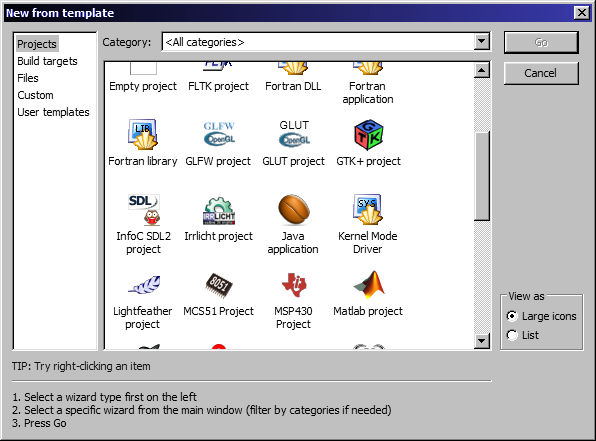 New from template
Projects
Build targets
Files
Custom
User templates
Category: <All categories>
Go
Cancel
Empty project FLTK project Fortran DLL Fortran
application
LIB GLFW OpenGL GLUT OpenGL GTK
Fortran library GLFW project GLUT project GTK+ project
SDL IRRLICHT SYS
InfoC SDL2 Irrlicht project Java Kernel Mode
project application Driver
8051
Lightfeather MCS51 Project MSP430 Matlab project
project Project
View as
Large icons
List
TIP: Try right-clicking an item
1. Select a wizard type first on the left
2. Select a specific wizard from the main window (filter by categories if needed)
3. Press Go